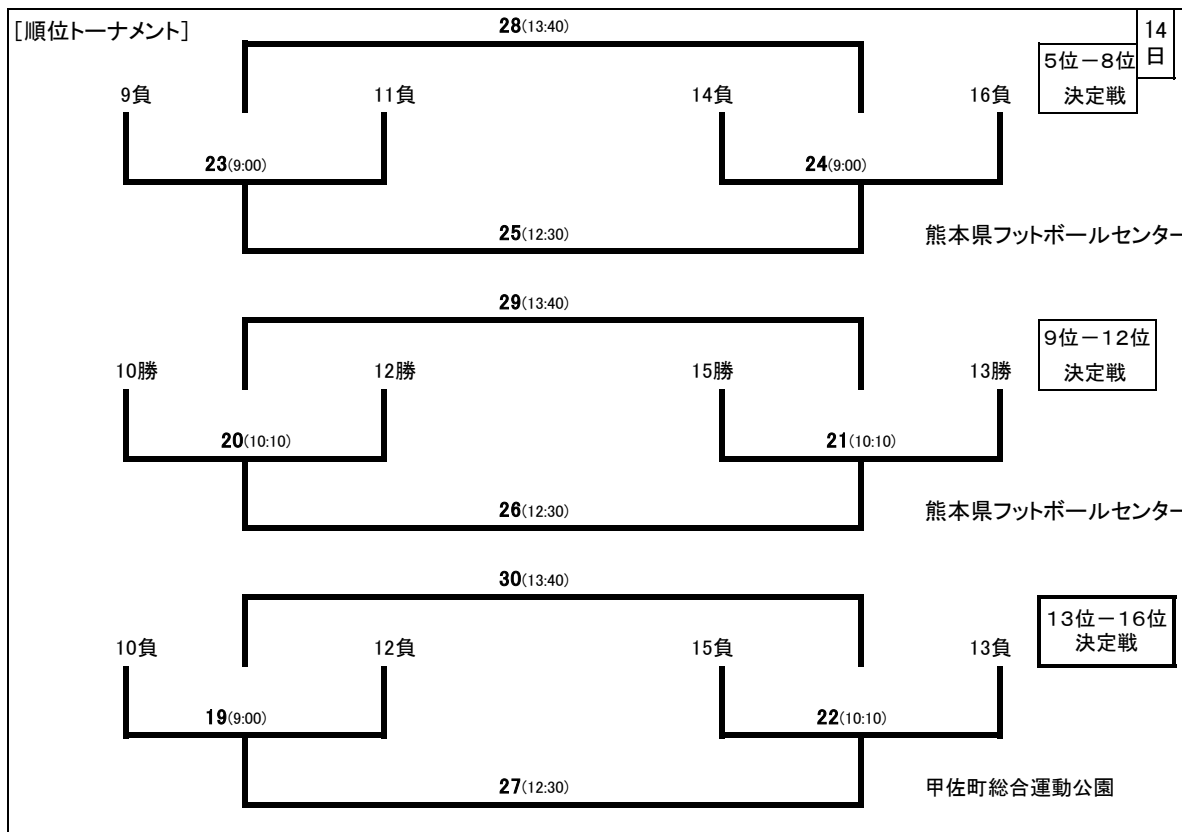 [順位トーナメント]
28(13:40)
14
日
5位－8位
決定戦
9負
11負
14負
16負
23(9:00)
24(9:00)
25(12:30)
熊本県フットボールセンター
29(13:40)
9位－12位
決定戦
10勝
12勝
15勝
13勝
20(10:10)
21(10:10)
26(12:30)
熊本県フットボールセンター
30(13:40)
13位－16位
決定戦
10負
12負
15負
13負
19(9:00)
22(10:10)
27(12:30)
甲佐町総合運動公園